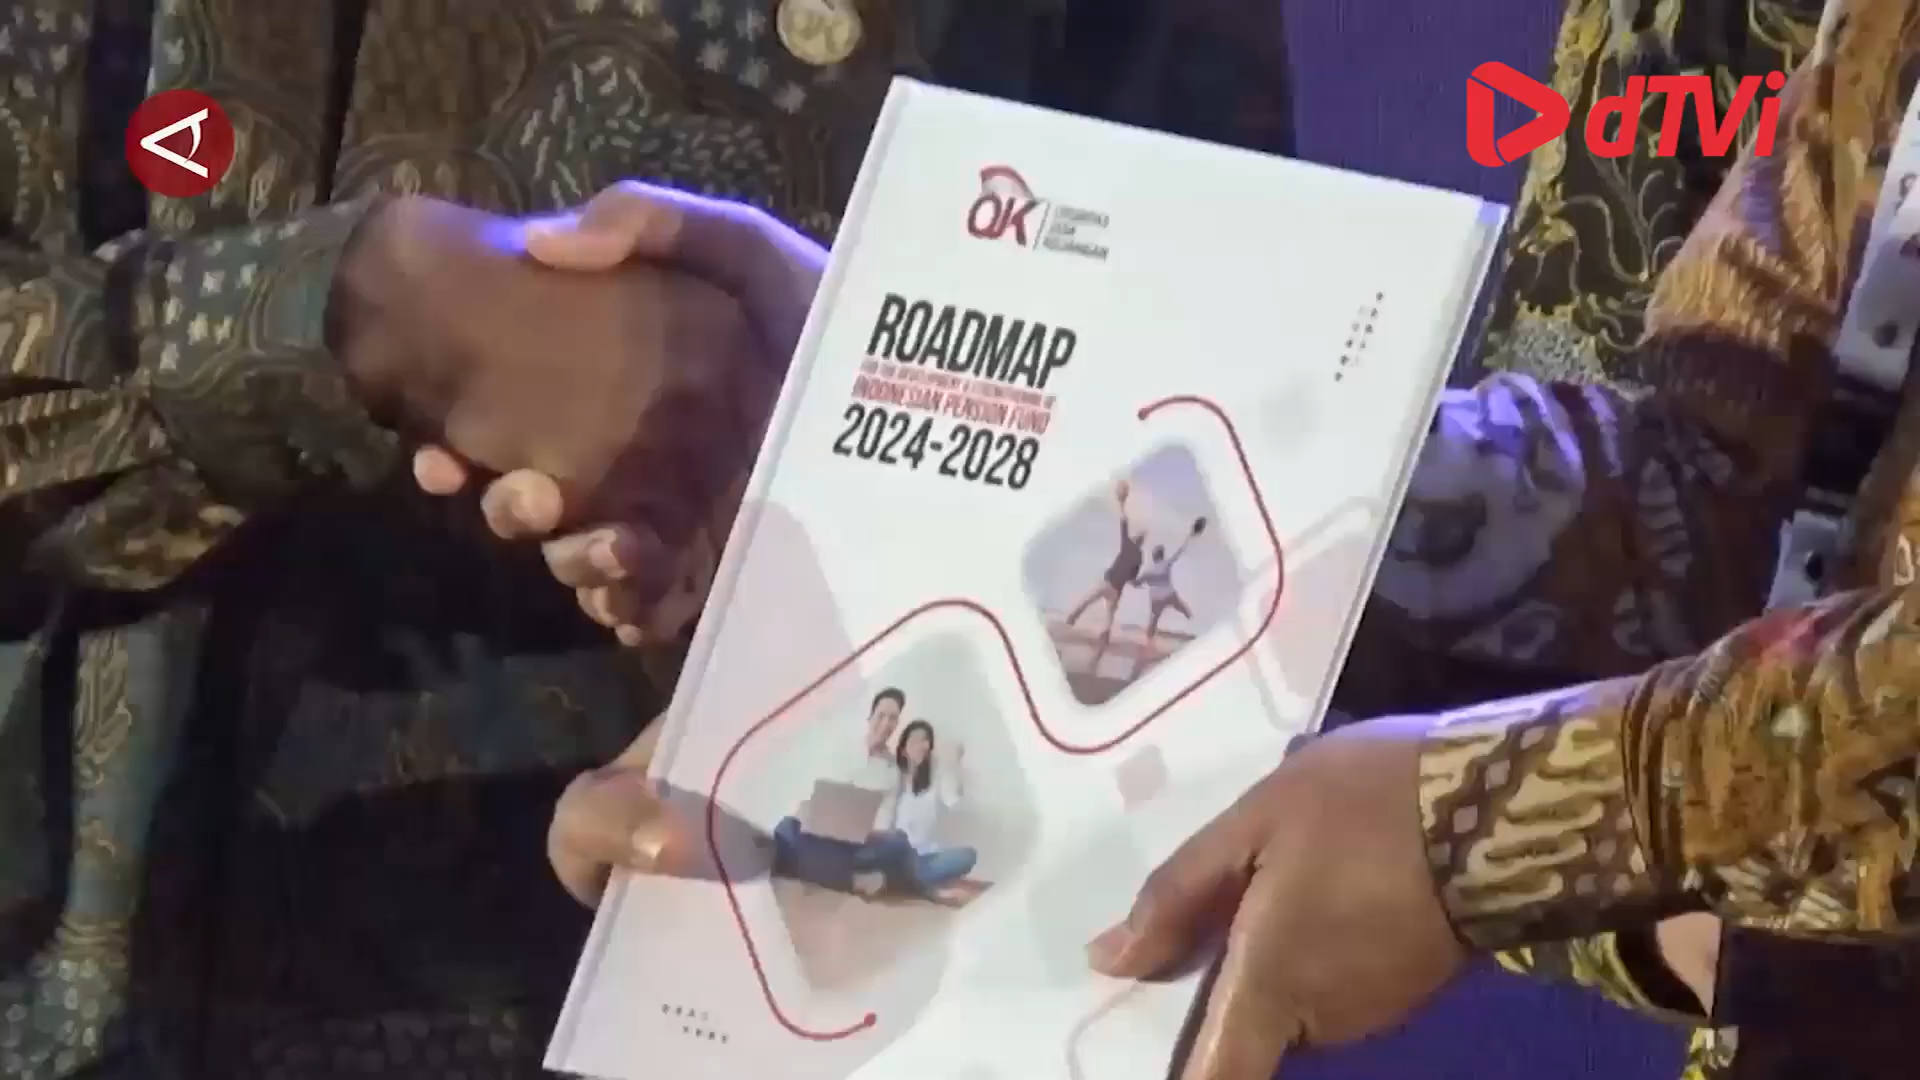 dTVi
OJK
OTORITAS
JASA
KEUANGAN
ROADMAP
FOR THE DEVELOPMENT & STRENGTHENING OF
INDONESIAN PENSION FUND
2024-2028